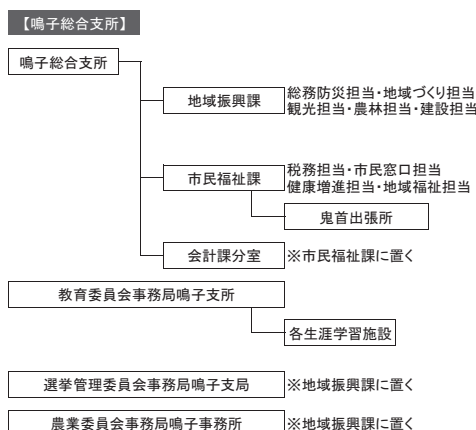 【鳴子総合支所】
鳴子総合支所
地域振興課
総務防災担当・地域づくり担当
観光担当・農林担当・建設担当
市民福祉課
税務担当・市民窓口担当
健康増進担当・地域福祉担当
鬼首出張所
会計課分室
※市民福祉課に置く
教育委員会事務局鳴子支所
各生涯学習施設
選挙管理委員会事務局鳴子支局
※地域振興課に置く
農業委員会事務局鳴子事務所
※地域振興課に置く